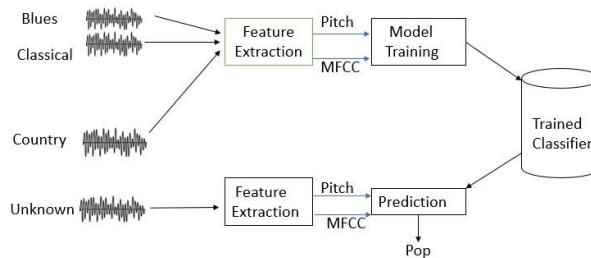 Blues
Classical
Country
Feature
Extraction
Pitch
MFCC
Model
Training
Trained
Classifier
Unknown
Feature
Extraction
Pitch
MFCC
Prediction
Pop